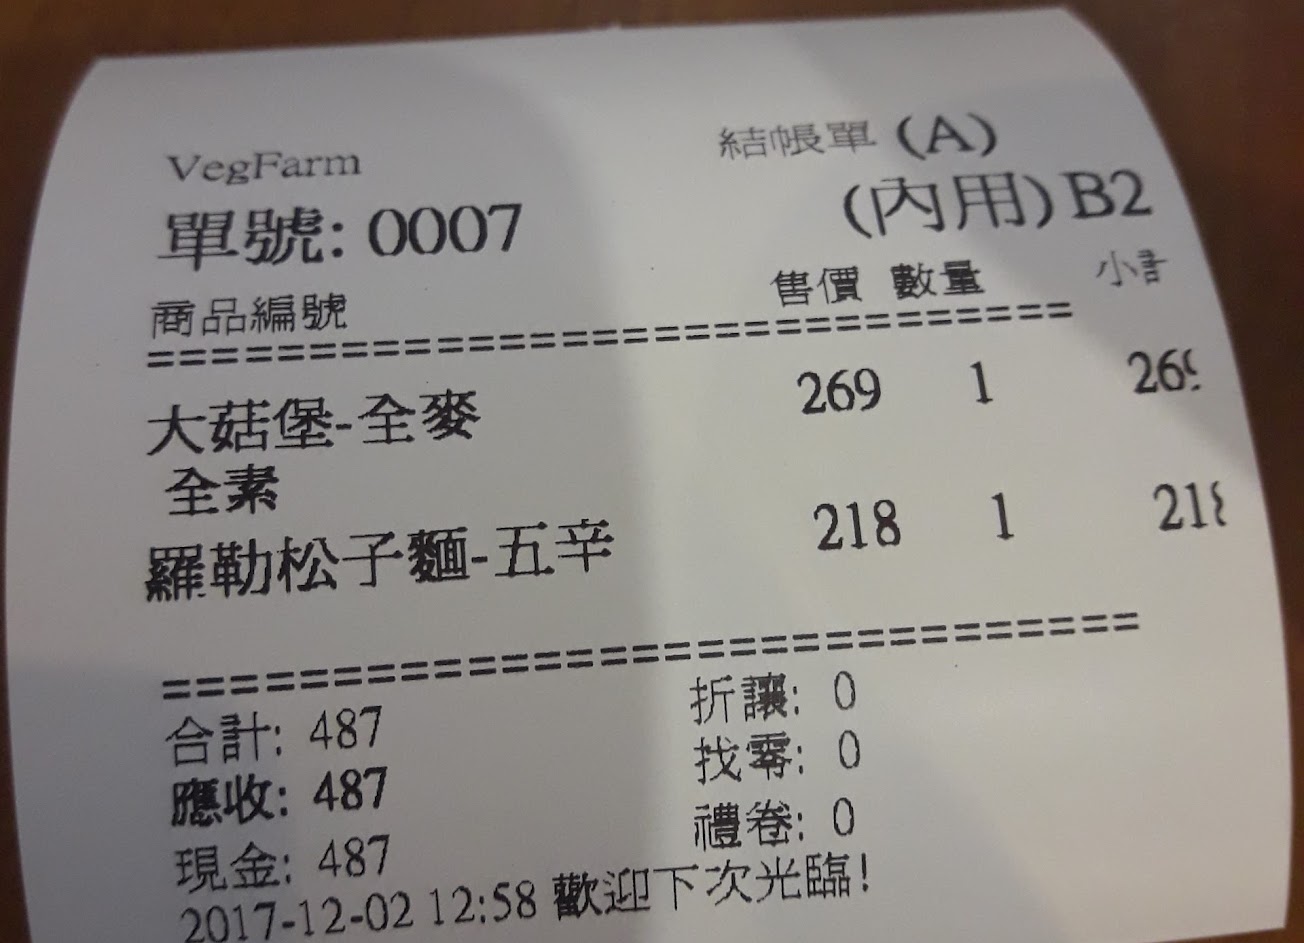 VegFarm 結帳單 (A)
單號: 0007 (內用) B2
商品編號 售價 數量 小計
================================
大菇堡-全麥 269 1 269
全素
羅勒松子麵-五辛 218 1 218
================================
合計: 487 折讓: 0
應收: 487 找零: 0
現金: 487 禮卷: 0
2017-12-02 12:58 歡迎下次光臨!